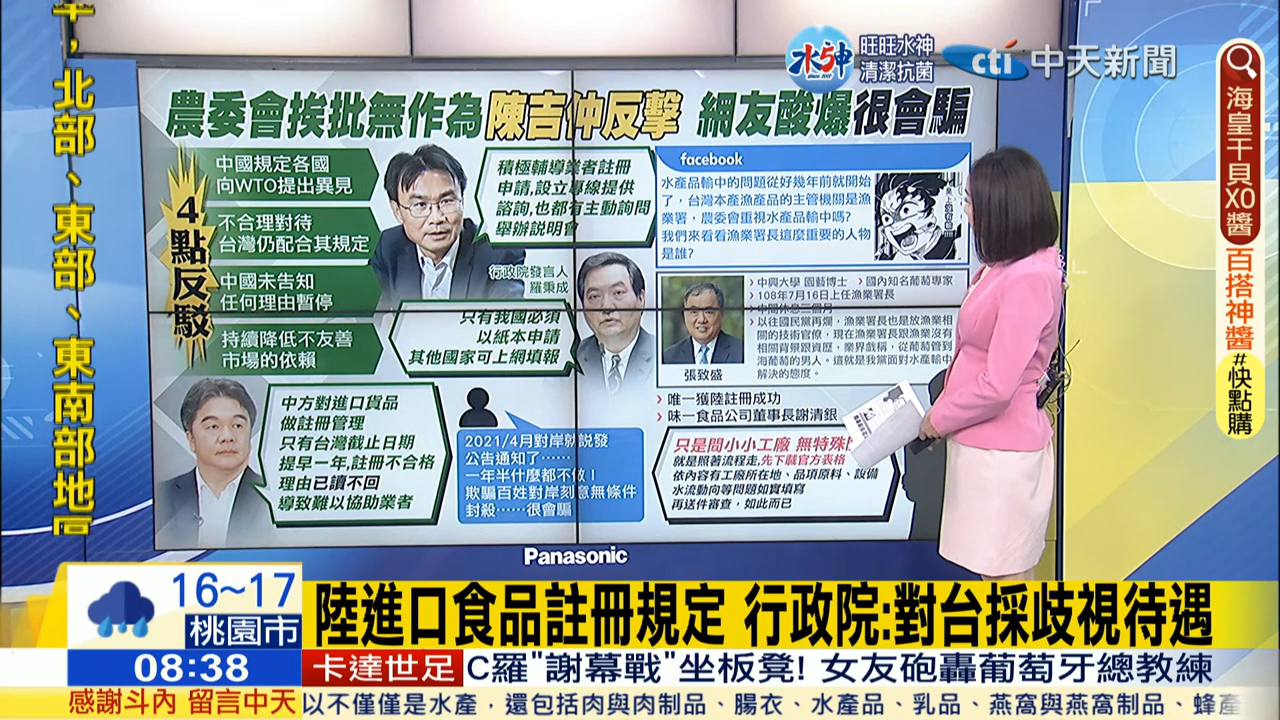 率，北部、東部、東南部地區
水神
since 2007
旺旺水神
清潔抗菌
cti 中天新聞
海皇干貝XO醬
百搭神醬
#快點購
農委會挨批無作為陳吉仲反擊 網友酸爆很會騙
4點反駁
中國規定各國
向WTO提出異見
不合理對待
台灣仍配合其規定
中國未告知
任何理由暫停
持續降低不友善
市場的依賴
積極輔導業者註冊
申請,設立專線提供
諮詢,也都有主動詢問
舉辦說明會
行政院發言人
羅秉成
只有我國必須
以紙本申請
其他國家可上網填報
中方對進口貨品
做註冊管理
只有台灣截止日期
提早一年,註冊不合格
理由已讀不回
導致難以協助業者
2021/4月對岸就說發
公告通知了⋯⋯
一年半什麼都不做！
欺騙百姓對岸刻意無條件
封殺⋯⋯很會騙
facebook
水產品輸中的問題從好幾年前就開始
了，台灣本產漁產品的主管機關是漁
業署，農委會重視水產品輸中嗎?
我們來看看漁業署長這麼重要的人物
是誰?
中興大學 園藝博士
國內知名葡萄專家
108年7月16日上任漁業署長
中間休息三個月
以往國民黨再爛，漁業署長也是放漁業相
關的技術官僚，現在漁業署長跟漁業沒有
相關背景跟資歷，業界戲稱，從葡萄管到
海葡萄的男人。這就是我黨面對水產輸中
解決的態度。
張致盛
唯一獲陸註冊成功
味一食品公司董事長謝清銀
只是間小小工廠 無特殊
就是照著流程走,先下載官方表格
依內容有工廠所在地、品項原料、設備
水流動向等問題如實填寫
再送件審查，如此而已
Panasonic
16~17
桃園市
08:38
陸進口食品註冊規定 行政院:對台採歧視待遇
卡達世足 C羅"謝幕戰"坐板凳! 女友砲轟葡萄牙總教練
感謝斗內 留言中天 以不僅僅是水產，還包括肉與肉制品、腸衣、水產品、乳品、燕窩與燕窩制品、蜂產